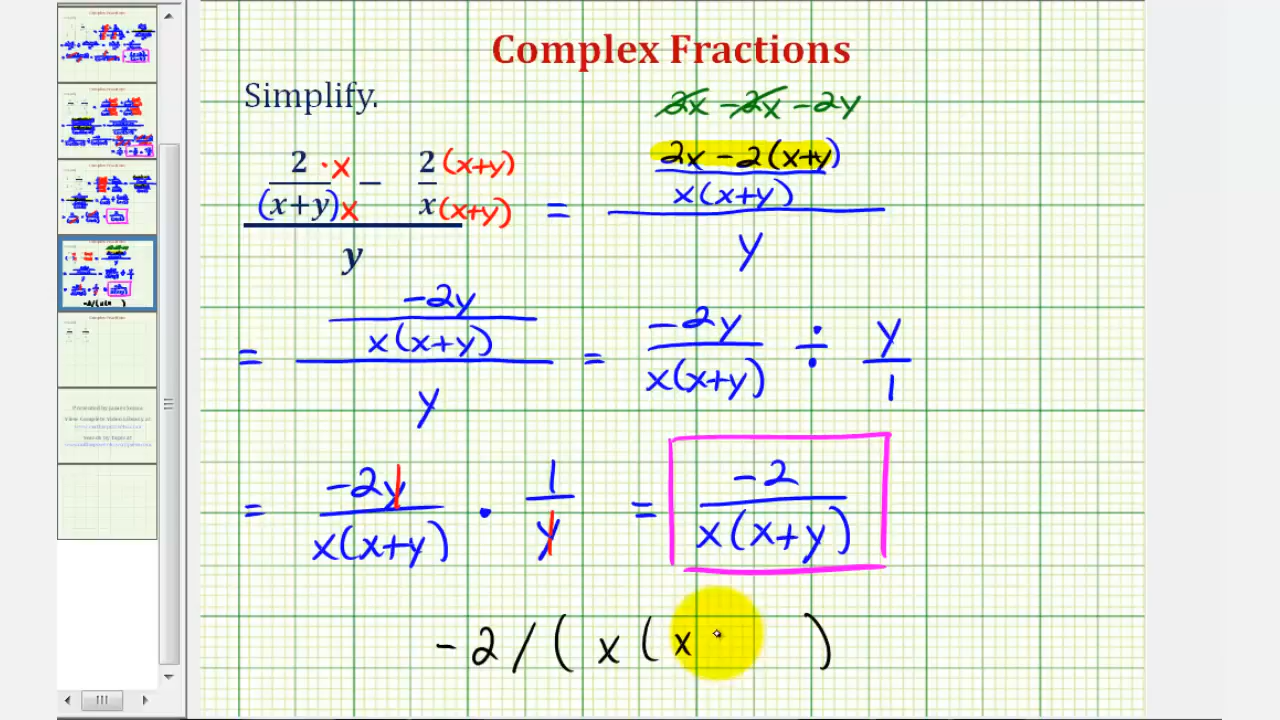 Complex Fractions
Simplify.
2x - 2x - 2y
2 · x - 2 (x+y)
(x+y) x x (x+y)
y
= 2x - 2(x+y)
x(x+y)
y
= -2y
x(x+y)
y
= -2y ÷ y
x(x+y) 1
= -2y · 1 = -2
x(x+y) y x(x+y)
-2/( x ( x )